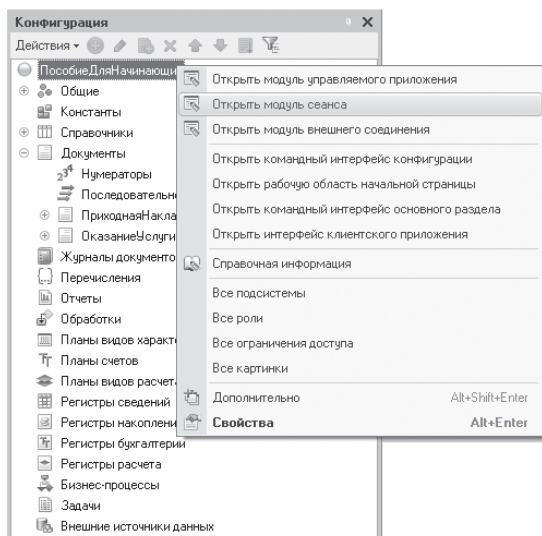 Конфигурация
Действия
ПособиеДляНачинающи
Общие
Константы
Справочники
Документы
Нумераторы
Последовательн
ПриходнаяНакла
ОказаниеУслуги
Журналы документо
Перечисления
Отчеты
Обработки
Планы видов характ
Планы счетов
Планы видов расчет
Регистры сведений
Регистры накоплени
Регистры бухгалтерии
Регистры расчета
Бизнес-процессы
Задачи
Внешние источники данных
Открыть модуль управляемого приложения
Открыть модуль сеанса
Открыть модуль внешнего соединения
Открыть командный интерфейс конфигурации
Открыть рабочую область начальной страницы
Открыть командный интерфейс основного раздела
Открыть интерфейс клиентского приложения
Справочная информация
Все подсистемы
Все роли
Все ограничения доступа
Все картинки
Дополнительно Alt+Shift+Enter
Свойства Alt+Enter